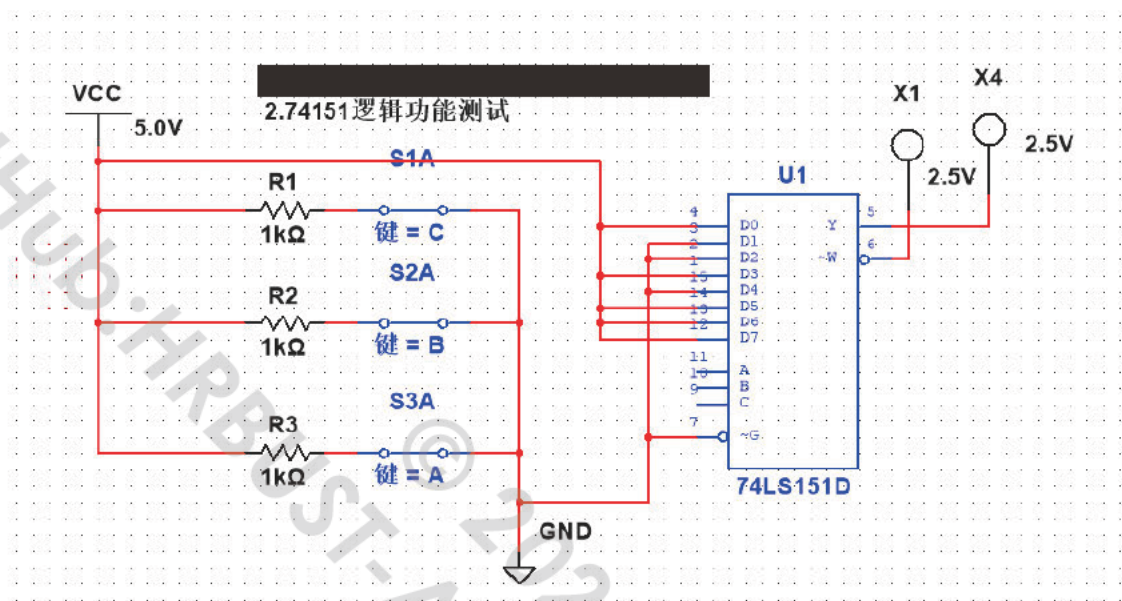 VCC
5.0V
2.74151逻辑功能测试
X1
X4
2.5V
2.5V
S1A
R1
1kΩ
键 = C
S2A
R2
1kΩ
键 = B
S3A
R3
1kΩ
键 = A
GND
U1
4
3
2
1
15
14
13
12
11
10
9
7
D0
D1
D2
D3
D4
D5
D6
D7
A
B
C
~G
Y
~W
5
6
74LS151D
Hub:HRBUST-A
© 202